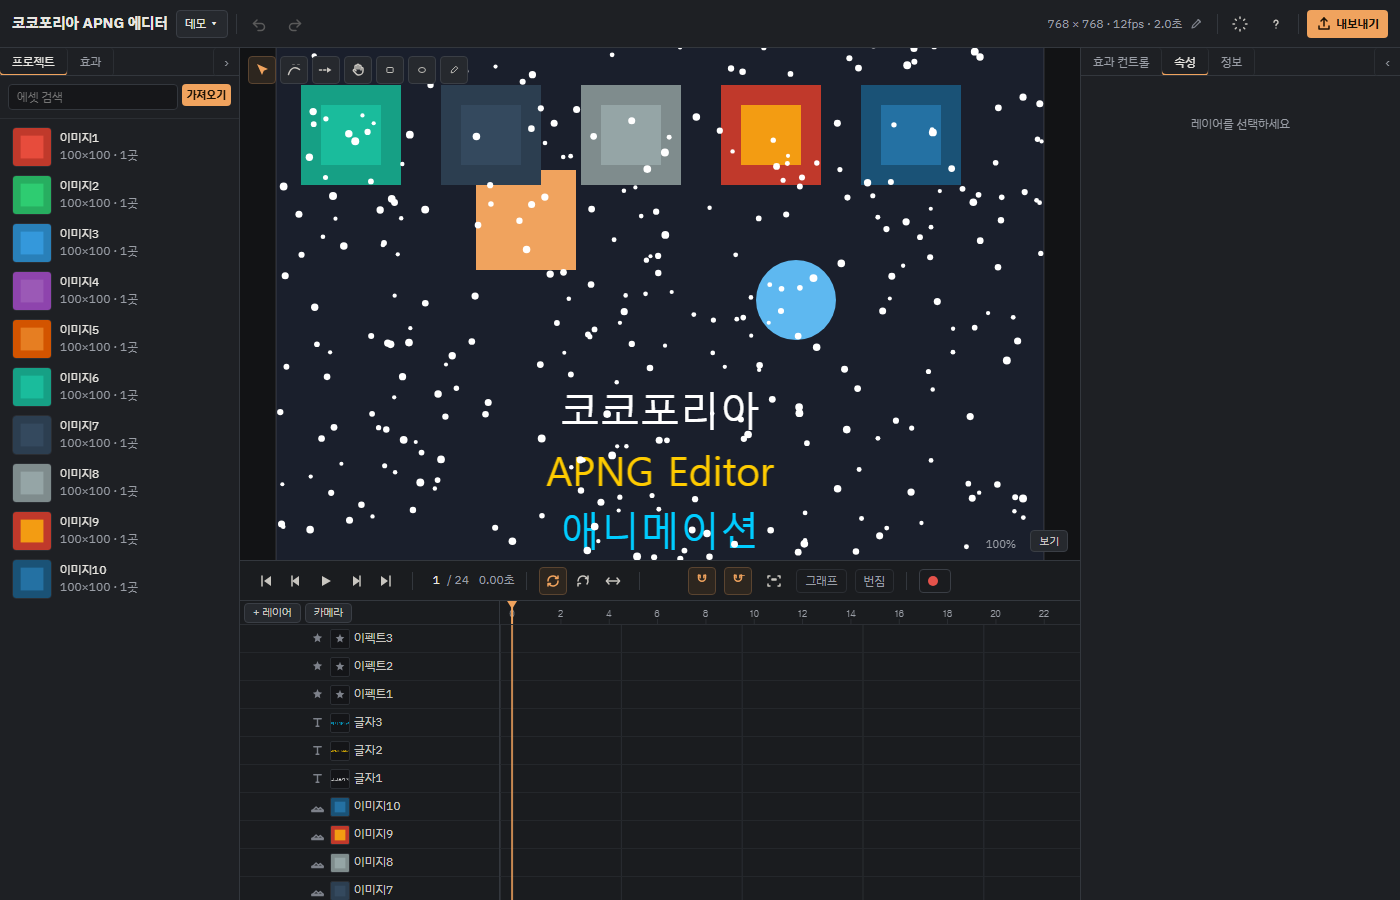 코코포리아 APNG 에디터 데모 768 × 768 · 12fps · 2.0초 ? 내보내기
프로젝트 효과 › 효과 컨트롤 속성 정보 ‹
에셋 검색 가져오기
레이어를 선택하세요
이미지1
100×100 · 1곳
이미지2
100×100 · 1곳
이미지3
100×100 · 1곳
이미지4
100×100 · 1곳
이미지5
100×100 · 1곳
이미지6
100×100 · 1곳
이미지7
100×100 · 1곳
이미지8
100×100 · 1곳
이미지9
100×100 · 1곳
이미지10
100×100 · 1곳
코코포리아
APNG Editor
애니메이션
100% 보기
1 / 24 0.00초 그래프 번짐
+ 레이어 카메라 0 2 4 6 8 10 12 14 16 18 20 22
이펙트3
이펙트2
이펙트1
T 글자3
T 글자2
T 글자1
이미지10
이미지9
이미지8
이미지7